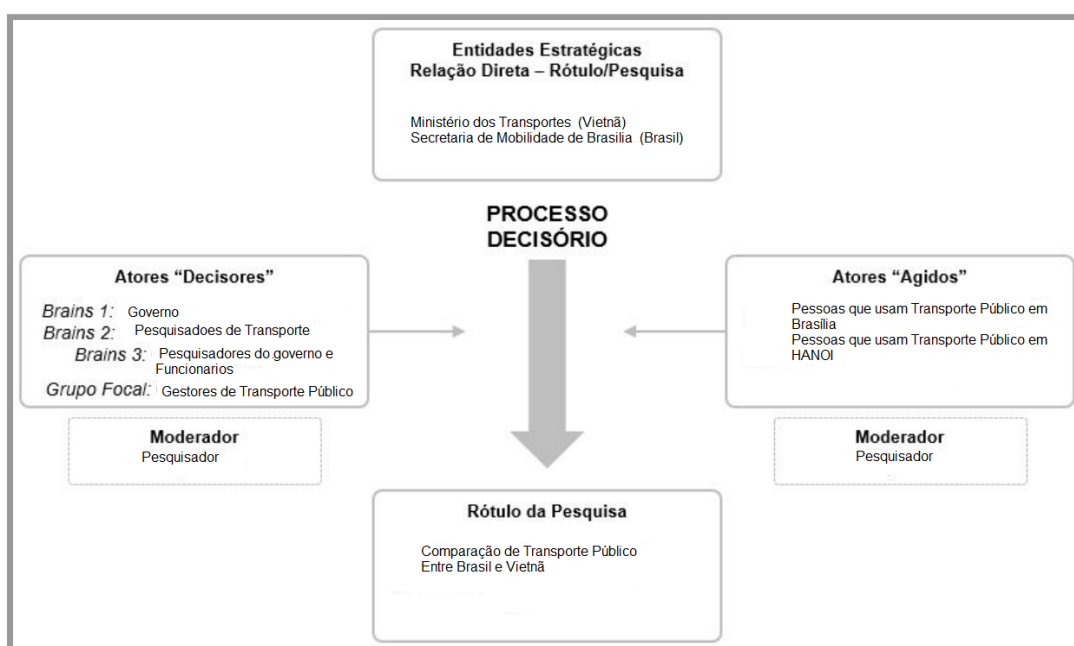 Entidades Estratégicas
Relação Direta – Rótulo/Pesquisa
Ministério dos Transportes (Vietnã)
Secretaria de Mobilidade de Brasilia (Brasil)
PROCESSO
DECISÓRIO
Atores “Decisores”
Brains 1: Governo
Brains 2: Pesquisadoes de Transporte
Brains 3: Pesquisadores do governo e
Funcionarios
Grupo Focal: Gestores de Transporte Público
Moderador
Pesquisador
Atores “Agidos”
Pessoas que usam Transporte Público em
Brasília
Pessoas que usam Transporte Público em
HANOI
Moderador
Pesquisador
Rótulo da Pesquisa
Comparação de Transporte Público
Entre Brasil e Vietnã